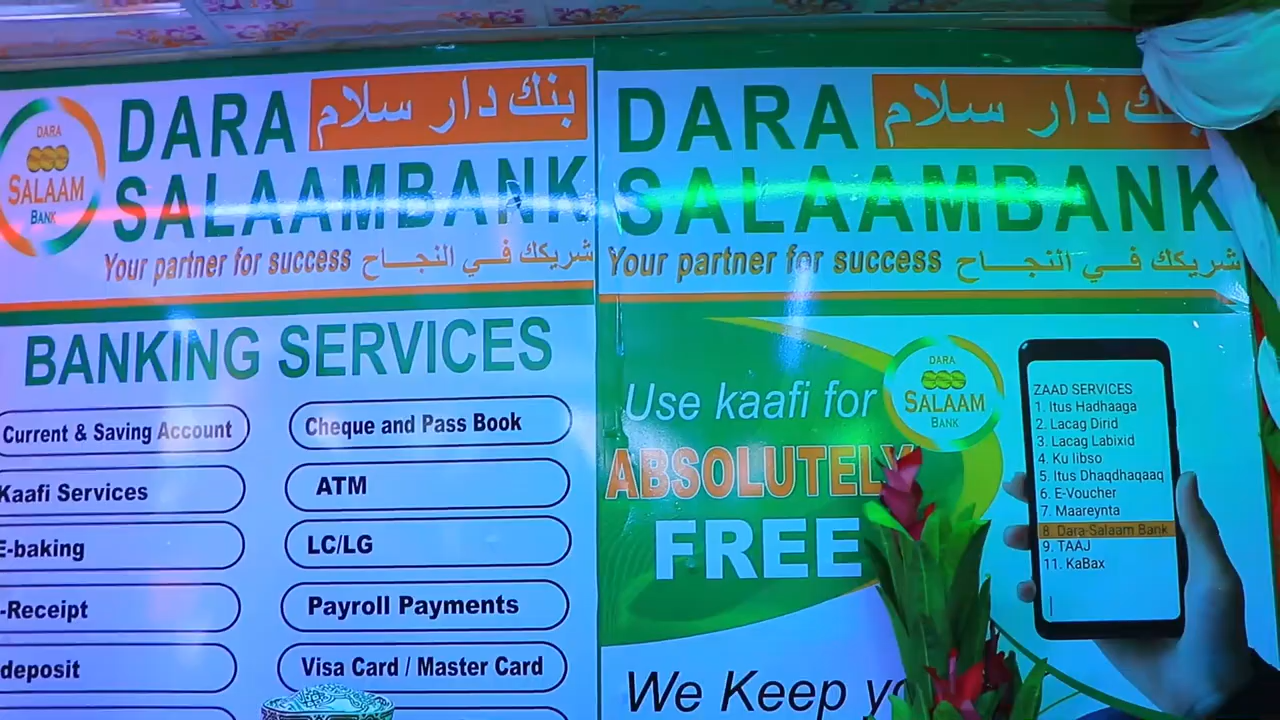 DARA
SALAAM
BANK
DARA بنك دار سلام
SALAAMBANK
Your partner for success شريكك في النجاح
BANKING SERVICES
Current & Saving Account
Cheque and Pass Book
Kaafi Services
ATM
E-baking
LC/LG
-Receipt
Payroll Payments
deposit
Visa Card / Master Card
DARA بنك دار سلام
SALAAMBANK
Your partner for success شريكك في النجاح
Use kaafi for
ABSOLUTELY
FREE
We Keep
DARA
SALAAM
BANK
ZAAD SERVICES
1. Itus Hadhaaga
2. Lacag Dirid
3. Lacag Labixid
4. Ku Iibso
5. Itus Dhaqdhaqaaq
6. E-Voucher
7. Maareynta
8. Dara-Salaam Bank
9. TAAJ
11. KaBax